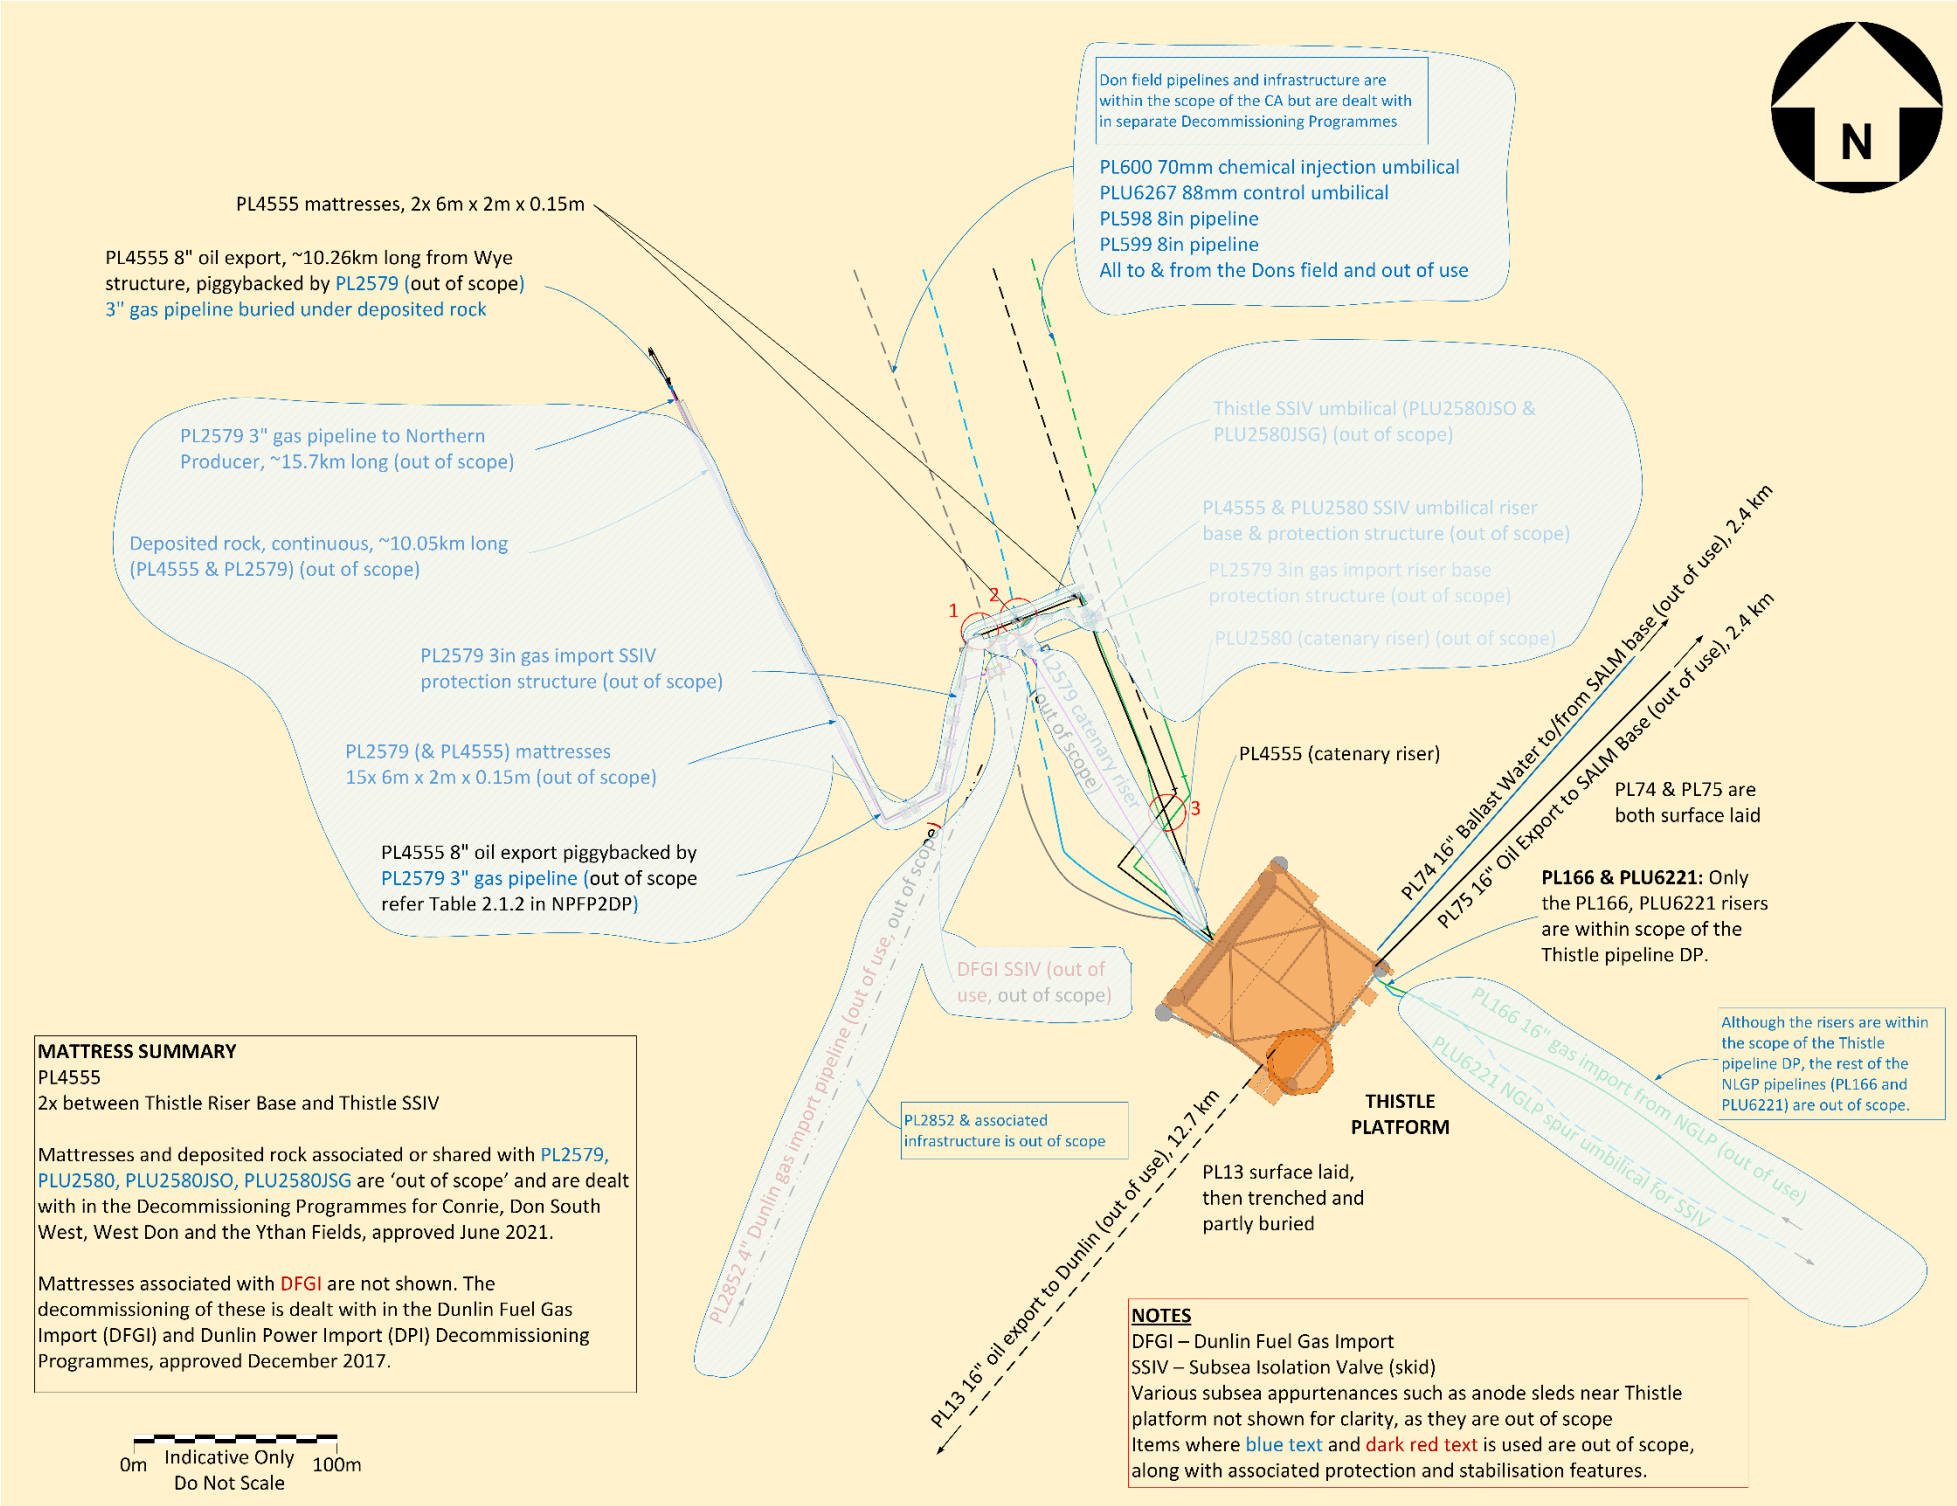 Don field pipelines and infrastructure are
within the scope of the CA but are dealt with
in separate Decommissioning Programmes
PL600 70mm chemical injection umbilical
PLU6267 88mm control umbilical
PL598 8in pipeline
PL599 8in pipeline
All to & from the Dons field and out of use
N
PL4555 mattresses, 2x 6m x 2m x 0.15m
PL4555 8" oil export, ~10.26km long from Wye
structure, piggybacked by PL2579 (out of scope)
3" gas pipeline buried under deposited rock
PL2579 3" gas pipeline to Northern
Producer, ~15.7km long (out of scope)
Deposited rock, continuous, ~10.05km long
(PL4555 & PL2579) (out of scope)
PL2579 3in gas import SSIV
protection structure (out of scope)
PL2579 (& PL4555) mattresses
15x 6m x 2m x 0.15m (out of scope)
PL4555 8" oil export piggybacked by
PL2579 3" gas pipeline (out of scope
refer Table 2.1.2 in NPFP2DP)
Thistle SSIV umbilical (PLU2580JSO &
PLU2580JSG) (out of scope)
PL4555 & PLU2580 SSIV umbilical riser
base & protection structure (out of scope)
PL2579 3in gas import riser base
protection structure (out of scope)
PLU2580 (catenary riser) (out of scope)
1
2
3
PL2579 catenary riser
(out of scope)
PL4555 (catenary riser)
PL74 16" Ballast Water to/from SALM base (out of use), 2.4 km
PL75 16" Oil Export to SALM Base (out of use), 2.4 km
PL74 & PL75 are
both surface laid
PL166 & PLU6221: Only
the PL166, PLU6221 risers
are within scope of the
Thistle pipeline DP.
PL166 16" gas import from NGLP (out of use)
PLU6221 NGLP spur umbilical for SSIV
Although the risers are within
the scope of the Thistle
pipeline DP, the rest of the
NLGP pipelines (PL166 and
PLU6221) are out of scope.
DFGI SSIV (out of
use, out of scope)
PL2852 4" Dunlin gas import pipeline (out of use, out of scope)
PL2852 & associated
infrastructure is out of scope
THISTLE
PLATFORM
PL13 surface laid,
then trenched and
partly buried
PL13 16" oil export to Dunlin (out of use), 12.7 km
MATTRESS SUMMARY
PL4555
2x between Thistle Riser Base and Thistle SSIV
Mattresses and deposited rock associated or shared with PL2579,
PLU2580, PLU2580JSO, PLU2580JSG are ‘out of scope’ and are dealt
with in the Decommissioning Programmes for Conrie, Don South
West, West Don and the Ythan Fields, approved June 2021.
Mattresses associated with DFGI are not shown. The
decommissioning of these is dealt with in the Dunlin Fuel Gas
Import (DFGI) and Dunlin Power Import (DPI) Decommissioning
Programmes, approved December 2017.
0m
Indicative Only
Do Not Scale
100m
NOTES
DFGI – Dunlin Fuel Gas Import
SSIV – Subsea Isolation Valve (skid)
Various subsea appurtenances such as anode sleds near Thistle
platform not shown for clarity, as they are out of scope
Items where blue text and dark red text is used are out of scope,
along with associated protection and stabilisation features.